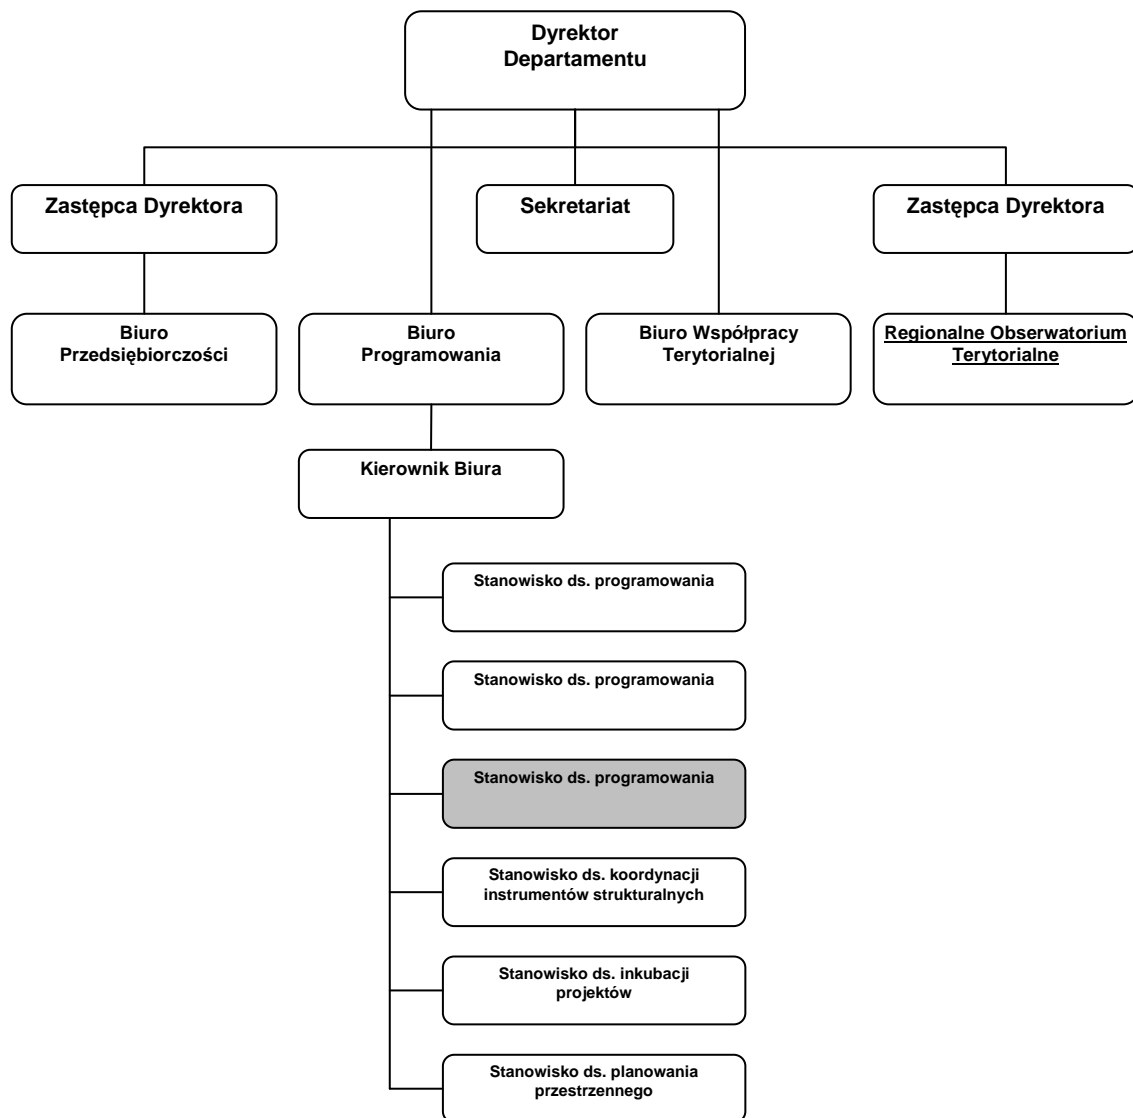 Dyrektor
Departamentu
Zastępca Dyrektora
Sekretariat
Zastępca Dyrektora
Biuro
Przedsiębiorczości
Biuro
Programowania
Biuro Współpracy
Terytorialnej
Regionalne Obserwatorium
Terytorialne
Kierownik Biura
Stanowisko ds. programowania
Stanowisko ds. programowania
Stanowisko ds. programowania
Stanowisko ds. koordynacji
instrumentów strukturalnych
Stanowisko ds. inkubacji
projektów
Stanowisko ds. planowania
przestrzennego